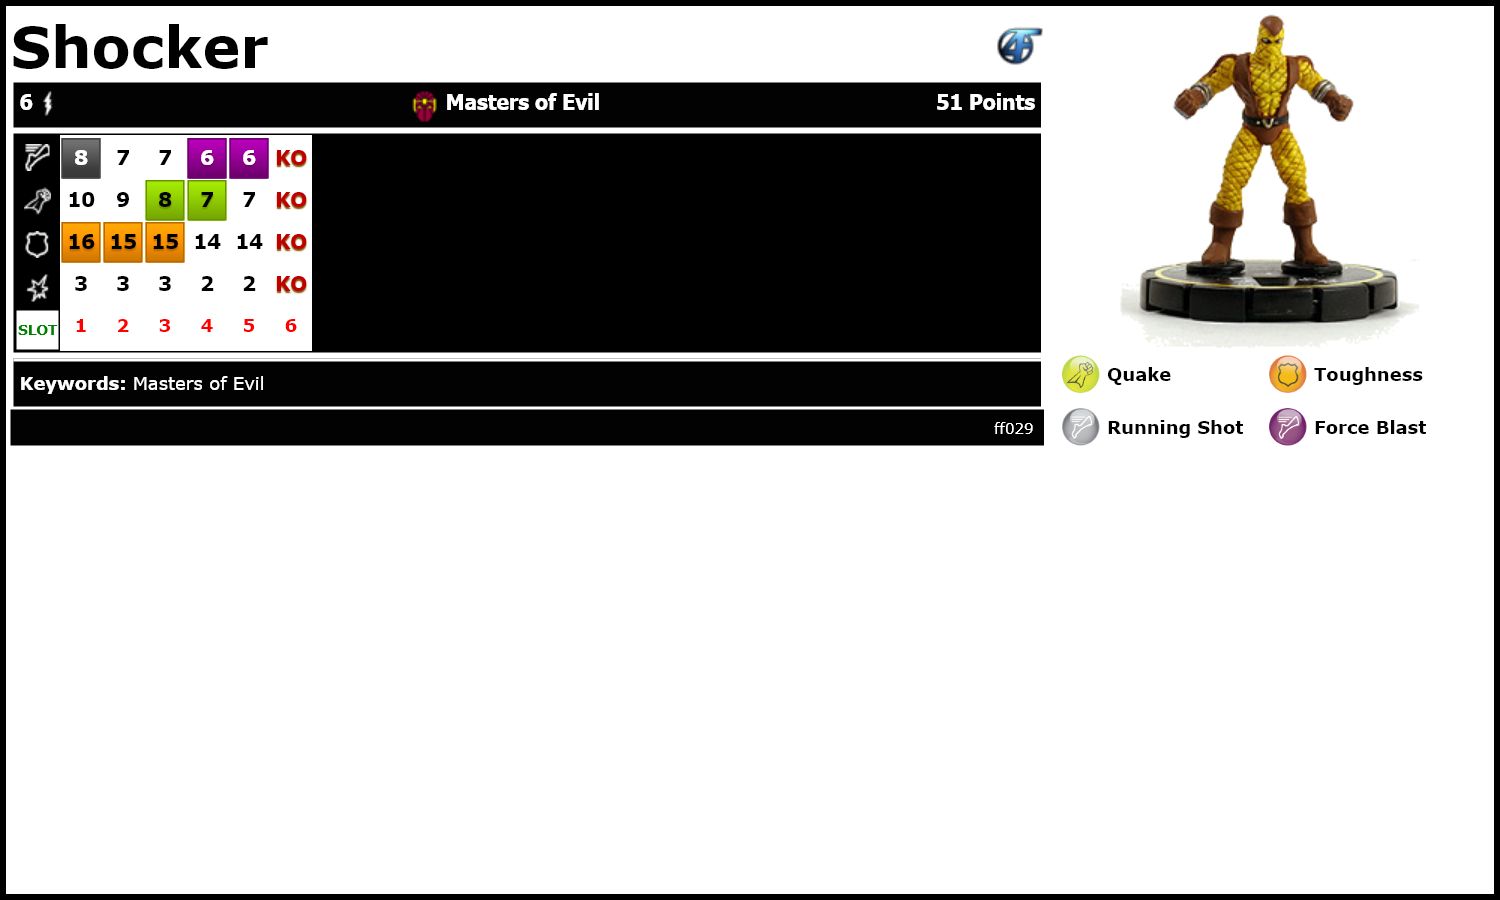 Shocker
6 Masters of Evil 51 Points
8 7 7 6 6 KO
10 9 8 7 7 KO
16 15 15 14 14 KO
3 3 3 2 2 KO
SLOT 1 2 3 4 5 6
Keywords: Masters of Evil
ff029
Quake Toughness
Running Shot Force Blast